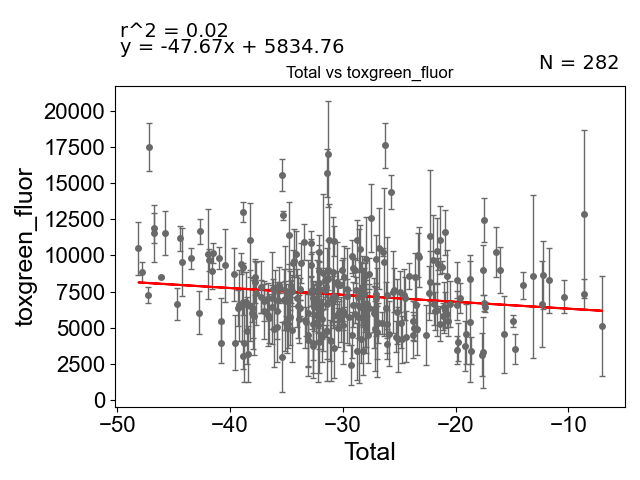 r^2 = 0.02
y = -47.67x + 5834.76
N = 282
Total vs toxgreen_fluor
20000
17500
15000
12500
10000
7500
5000
2500
0
toxgreen_fluor
−50 −40 −30 −20 −10
Total